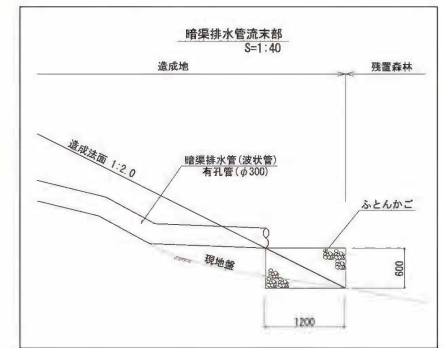 暗渠排水管流末部
S=1:40
造成地
残置森林
造成法面 1:2.0
暗渠排水管(波状管)
有孔管(φ300)
ふとんかご
現地盤
600
1200